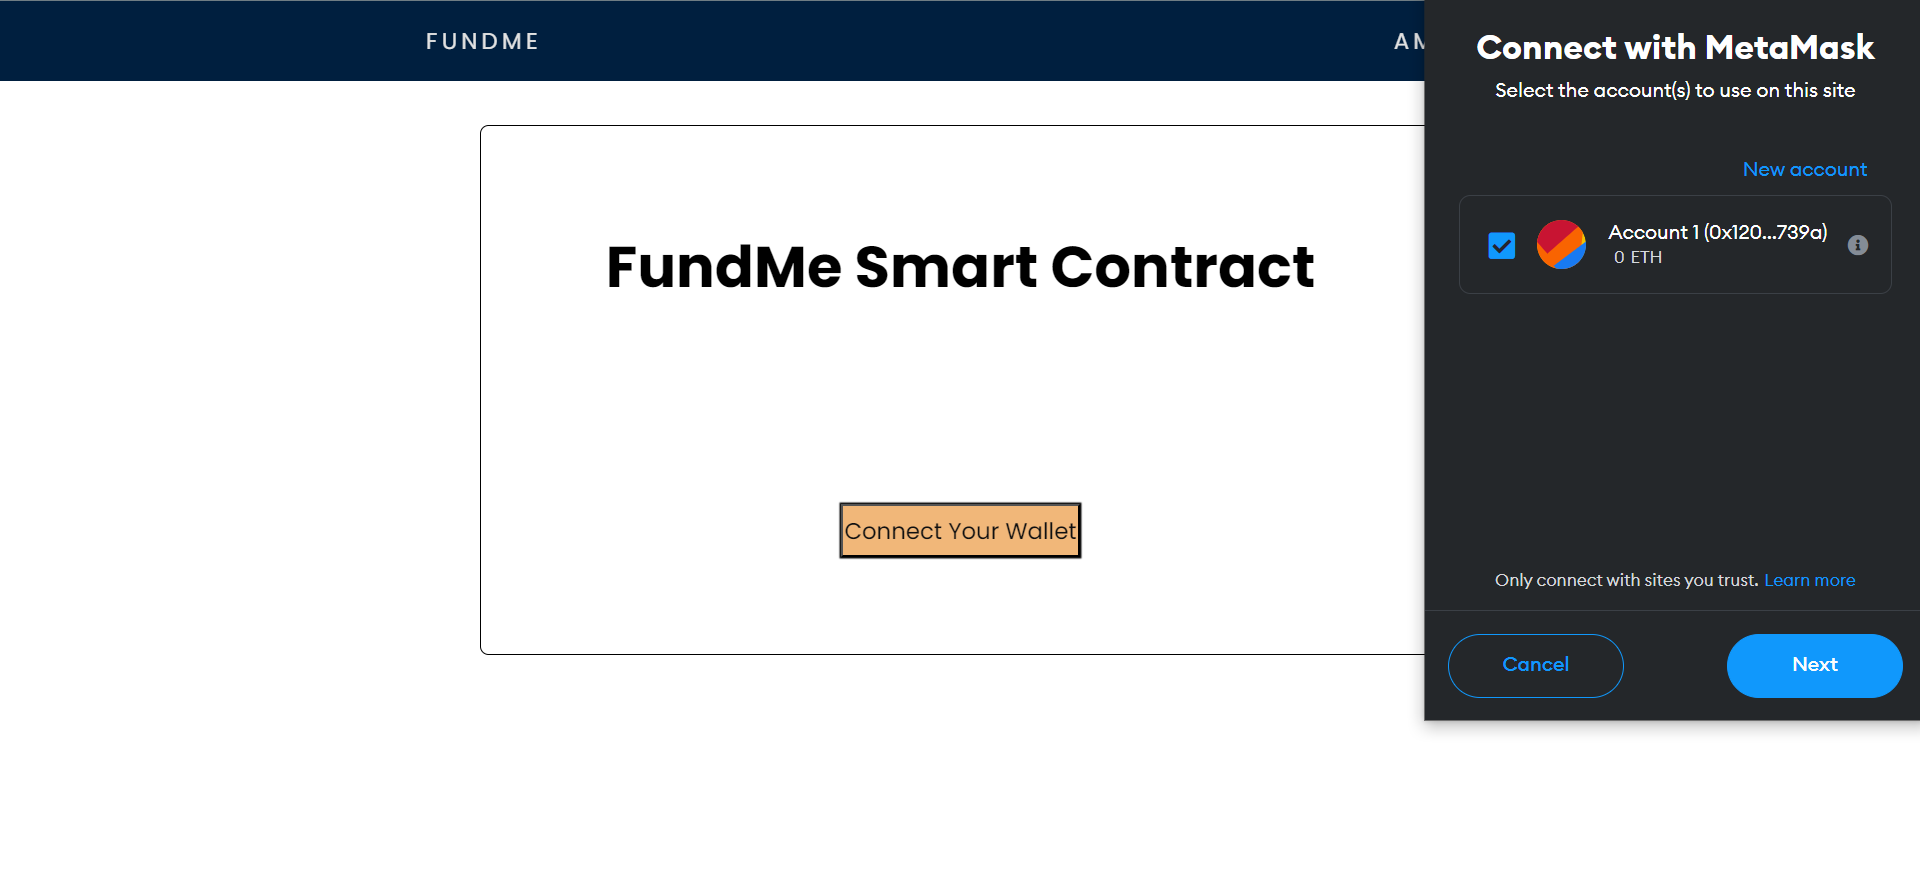 FUNDME
Connect with MetaMask
Select the account(s) to use on this site
New account
Account 1 (0x120...739a)
0 ETH
FundMe Smart Contract
Connect Your Wallet
Only connect with sites you trust. Learn more
Cancel
Next